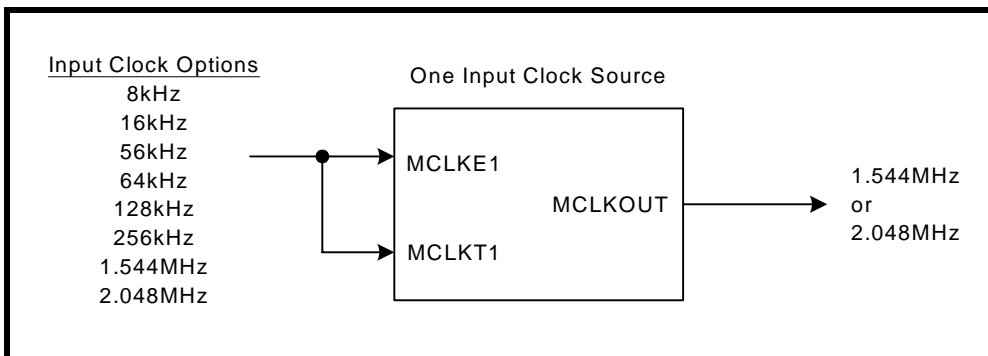 Input Clock Options
8kHz
16kHz
56kHz
64kHz
128kHz
256kHz
1.544MHz
2.048MHz
One Input Clock Source
MCLKE1
MCLKT1
MCLKOUT
1.544MHz
or
2.048MHz